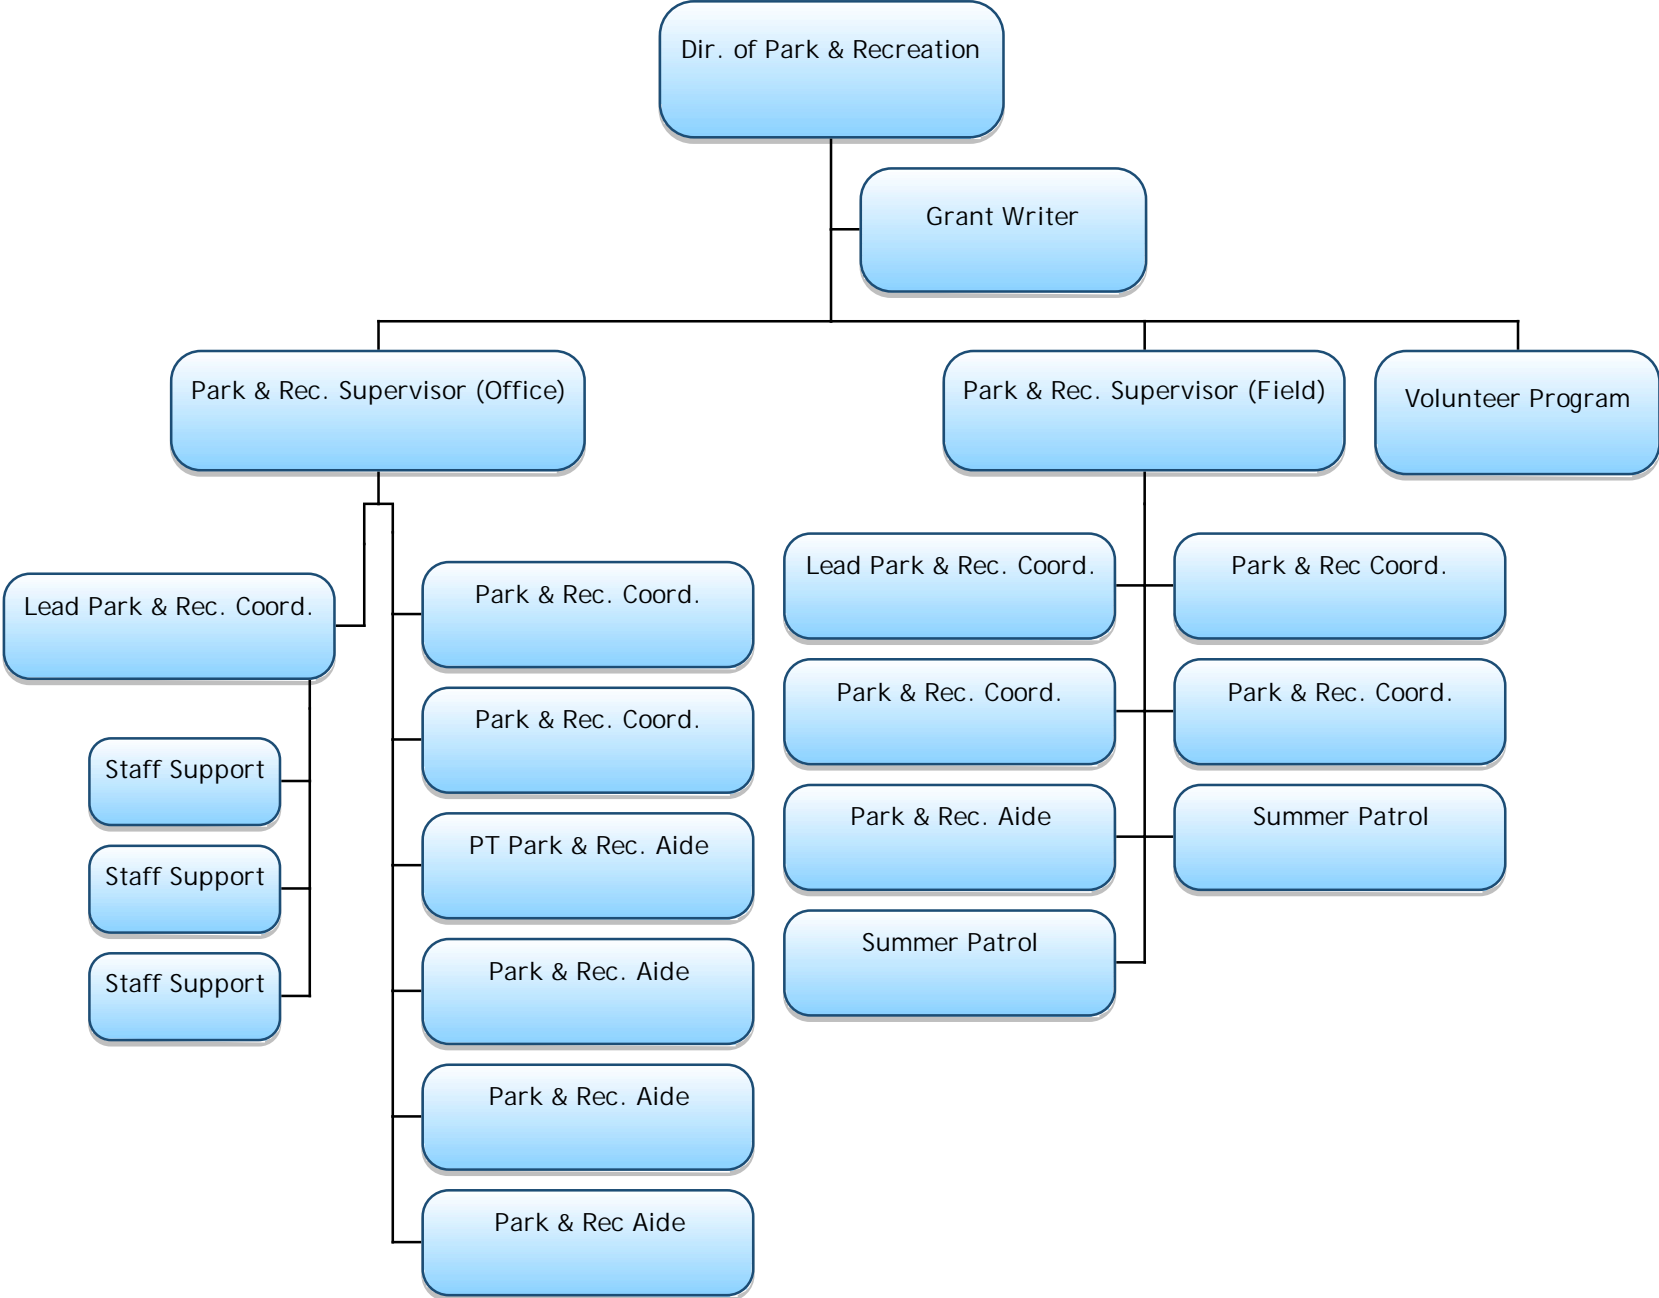 Dir. of Park & Recreation
Grant Writer
Park & Rec. Supervisor (Office)
Park & Rec. Supervisor (Field)
Volunteer Program
Lead Park & Rec. Coord.
Staff Support
Staff Support
Staff Support
Park & Rec. Coord.
Park & Rec. Coord.
PT Park & Rec. Aide
Park & Rec. Aide
Park & Rec. Aide
Park & Rec Aide
Lead Park & Rec. Coord.
Park & Rec Coord.
Park & Rec. Coord.
Park & Rec. Coord.
Park & Rec. Aide
Summer Patrol
Summer Patrol